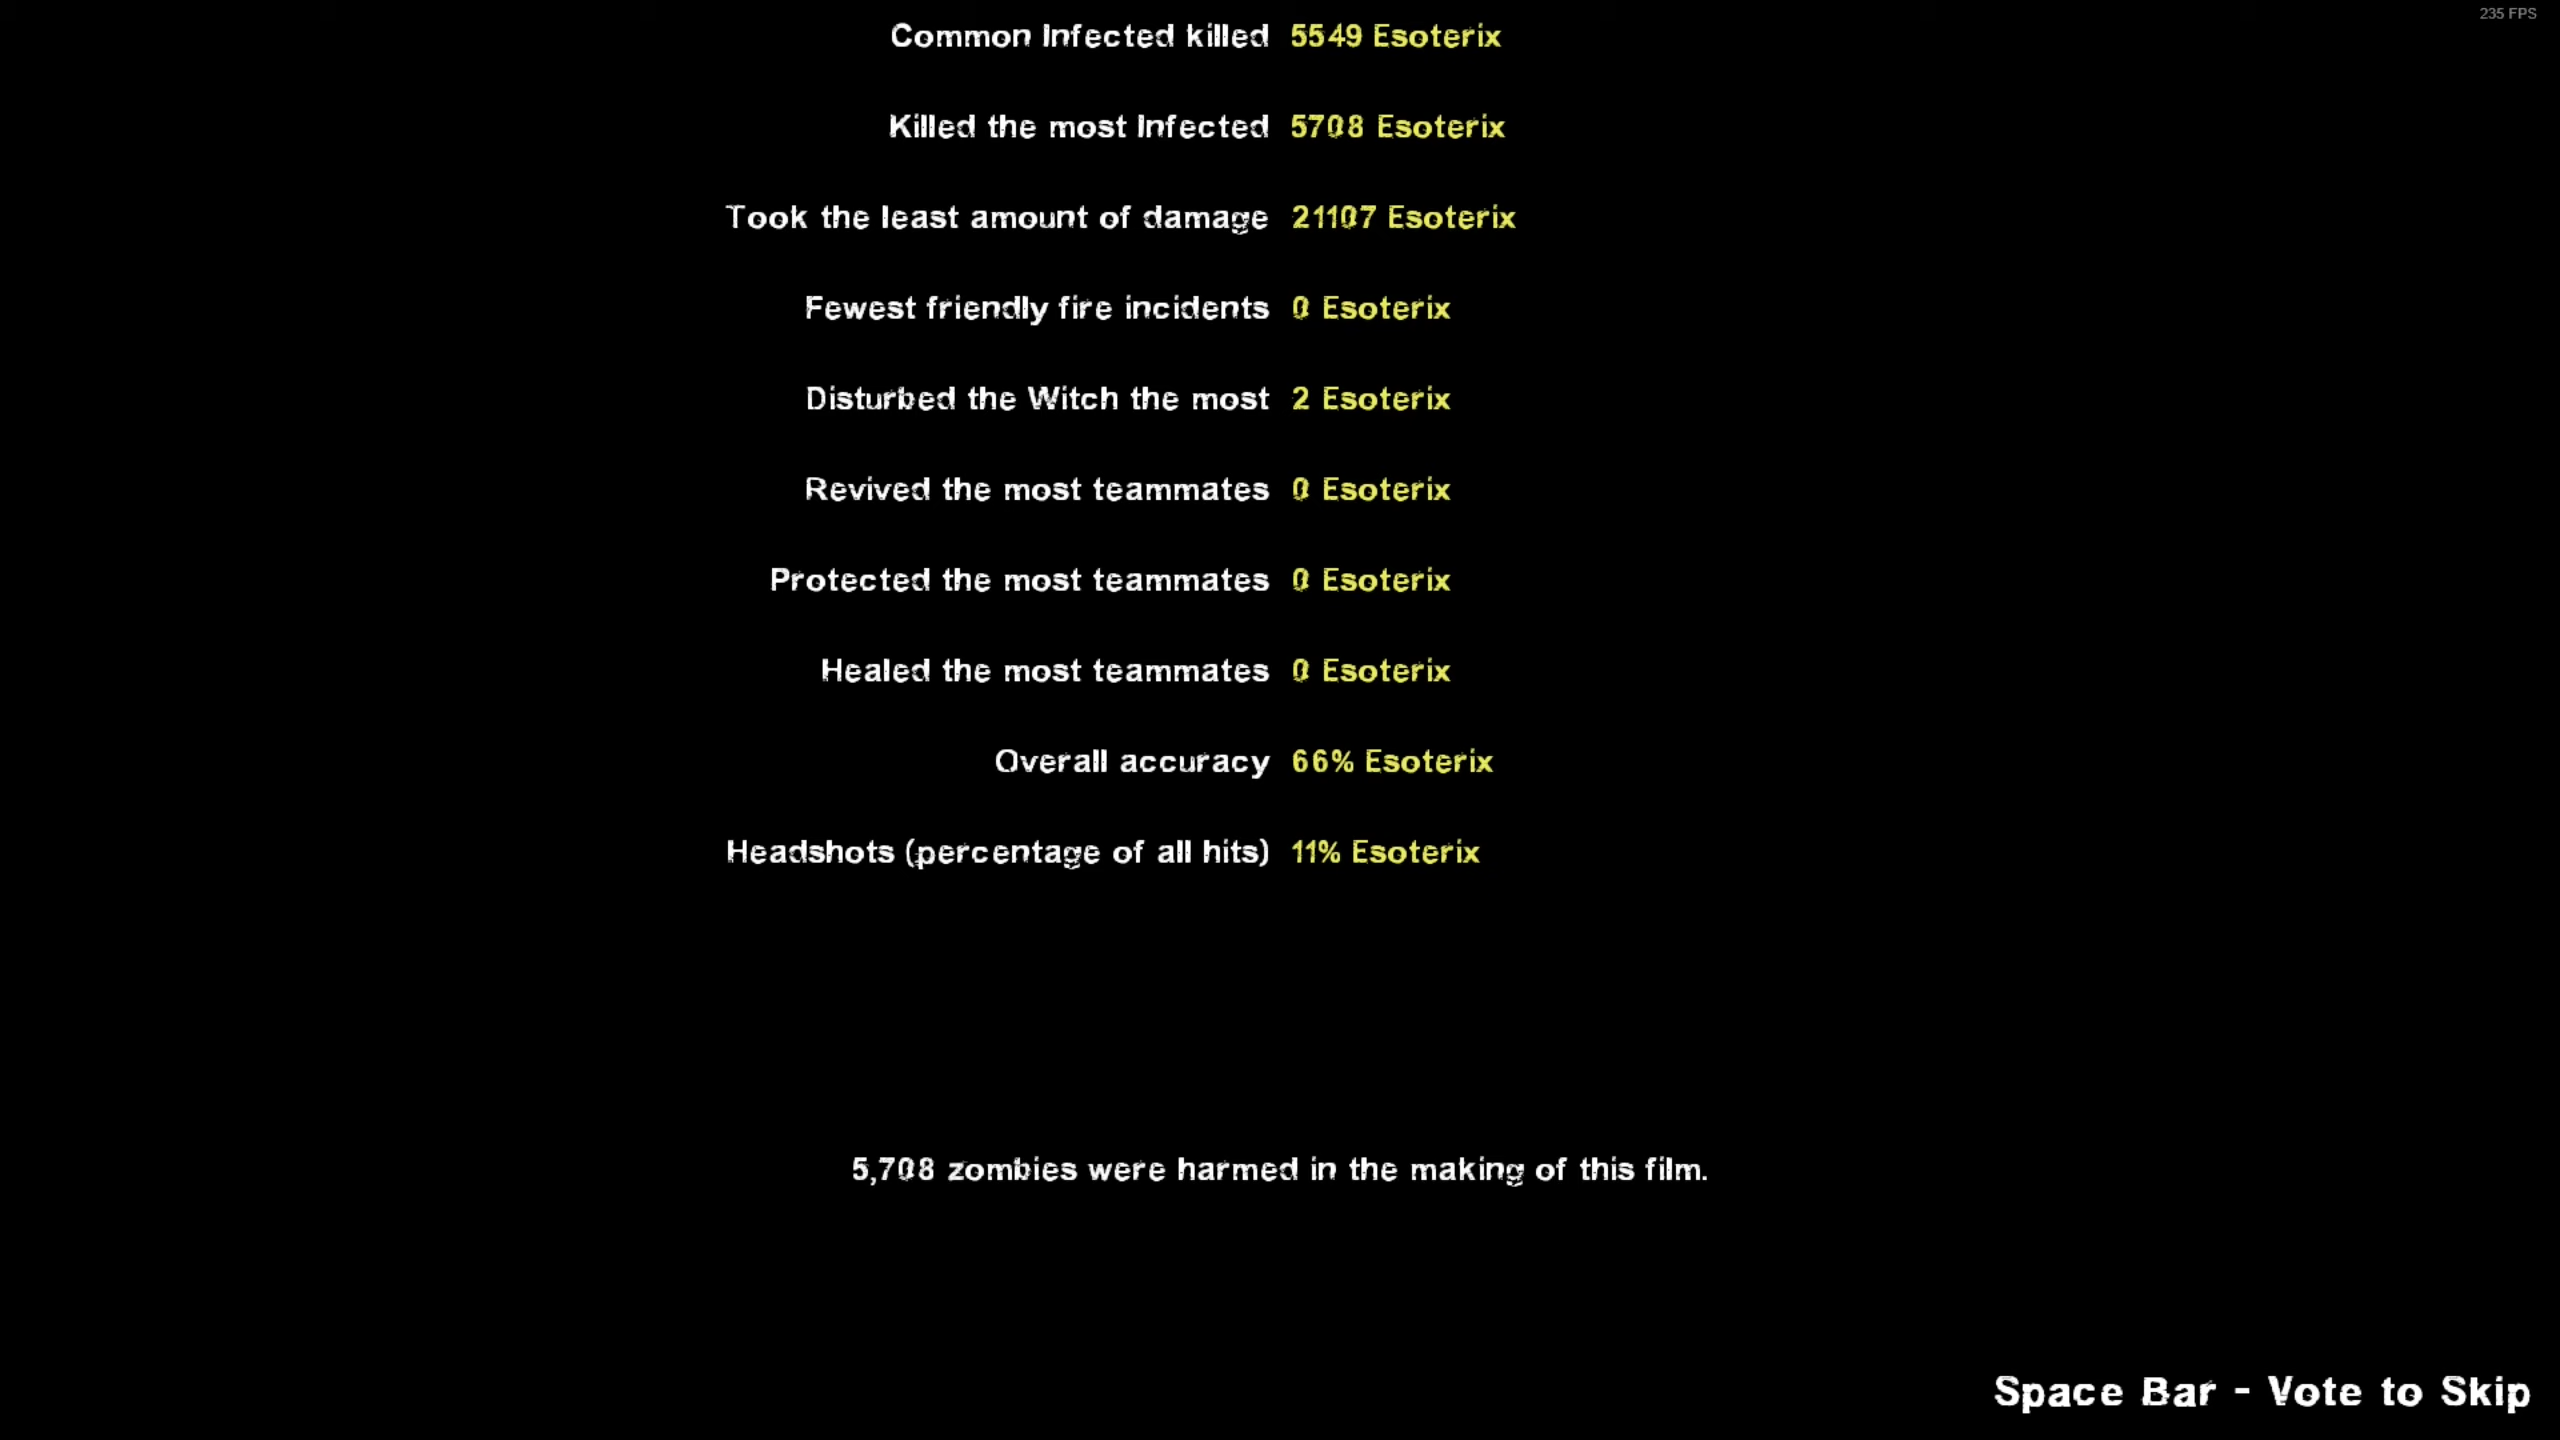 235 FPS
Common Infected killed 5549 Esoterix
Killed the most Infected 5708 Esoterix
Took the least amount of damage 21107 Esoterix
Fewest friendly fire incidents 0 Esoterix
Disturbed the Witch the most 2 Esoterix
Revived the most teammates 0 Esoterix
Protected the most teammates 0 Esoterix
Healed the most teammates 0 Esoterix
Overall accuracy 66% Esoterix
Headshots (percentage of all hits) 11% Esoterix
5,708 zombies were harmed in the making of this film.
Space Bar - Vote to Skip